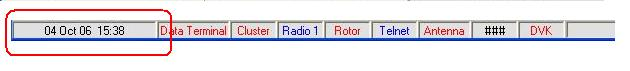 04 Oct 06 15:38 Data Terminal Cluster Radio 1 Rotor Telnet Antenna ### DVK